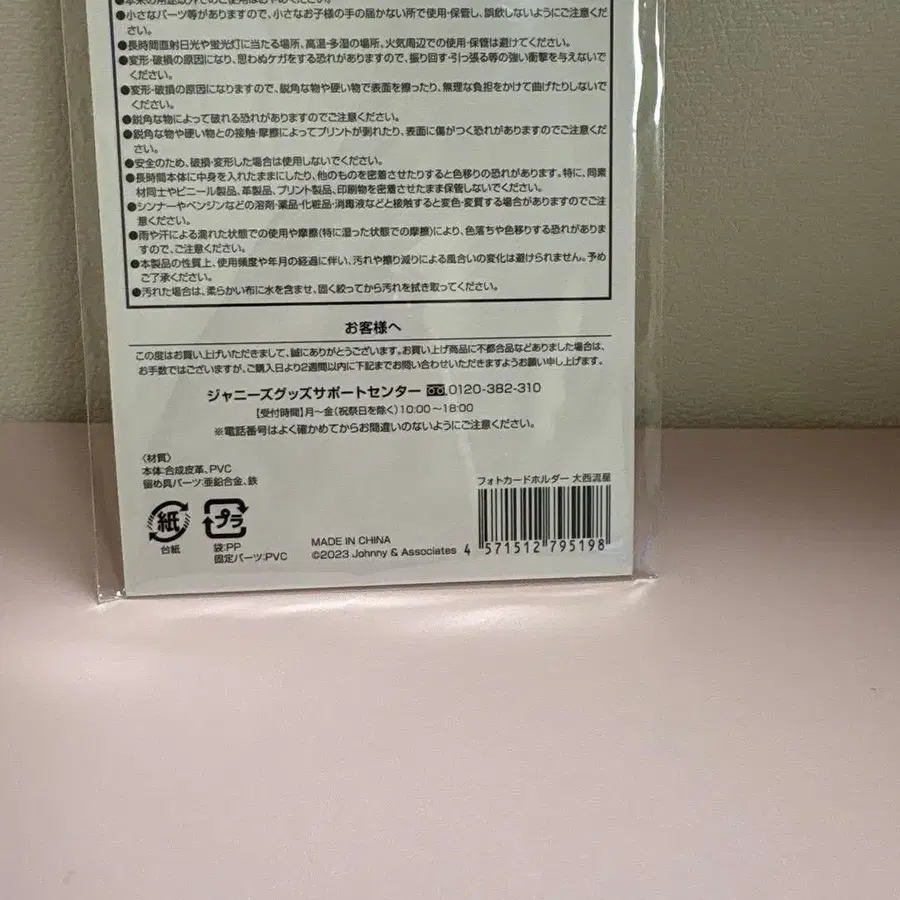 ●本来の用途以外でのご使用はおやめください。
●小さなパーツ等がありますので、小さなお子様の手の届かない所で使用・保管し、誤飲しないようにご注意くだ
さい。
●長時間直射日光や蛍光灯に当たる場所、高温・多湿の場所、火気周辺での使用・保管は避けてください。
●変形・破損の原因になり、思わぬケガをする恐れがありますので、振り回す・引っ張る等の強い衝撃を与えないで
ください。
●変形・破損の原因になりますので、鋭角な物や硬い物で表面を擦ったり、無理な負担をかけて曲げたりしないで
ください。
●鋭角な物によって破れる恐れがありますのでご注意ください。
●鋭角な物や硬い物との接触・摩擦によってプリントが剥れたり、表面に傷がつく恐れがありますのでご注意くだ
さい。
●安全のため、破損・変形した場合は使用しないでください。
●長時間本体に中身を入れたままにしたり、他のものを密着させたりすると色移りの恐れがあります。特に、同素
材同士やビニール製品、革製品、プリント製品、印刷物を密着させたまま保管しないでください。
●シンナーやベンジンなどの溶剤・薬品・化粧品・消毒液などと接触すると変色・変質する場合がありますのでご注
意ください。
●雨や汗による濡れた状態での使用や摩擦(特に湿った状態での摩擦)により、色落ちや色移りする恐れがありま
すので、ご注意ください。
●本製品の性質上、使用頻度や年月の経過に伴い、汚れや擦り減りによる風合いの変化は避けられません。予め
ご了承ください。
●汚れた場合は、柔らかい布に水を含ませ、固く絞ってから汚れを拭き取ってください。
お客様へ
この度はお買い上げいただきまして、誠にありがとうございます。お買い上げ商品に不都合品などありました場合は、
お手数ではございますが、ご購入日より2週間以内に下記までお問い合わせいただきますようお願い申し上げます。
ジャニーズグッズサポートセンター 0120-382-310
【受付時間】月～金(祝祭日を除く)10:00～18:00
※電話番号はよく確かめてからお間違いのないようにご注意ください。
〈材質〉
本体:合成皮革、PVC
留め具パーツ:亜鉛合金、鉄
紙
台紙
プラ
袋:PP
固定パーツ:PVC
MADE IN CHINA
©2023 Johnny & Associates
フォトカードホルダー 大西流星
4 571512 795198